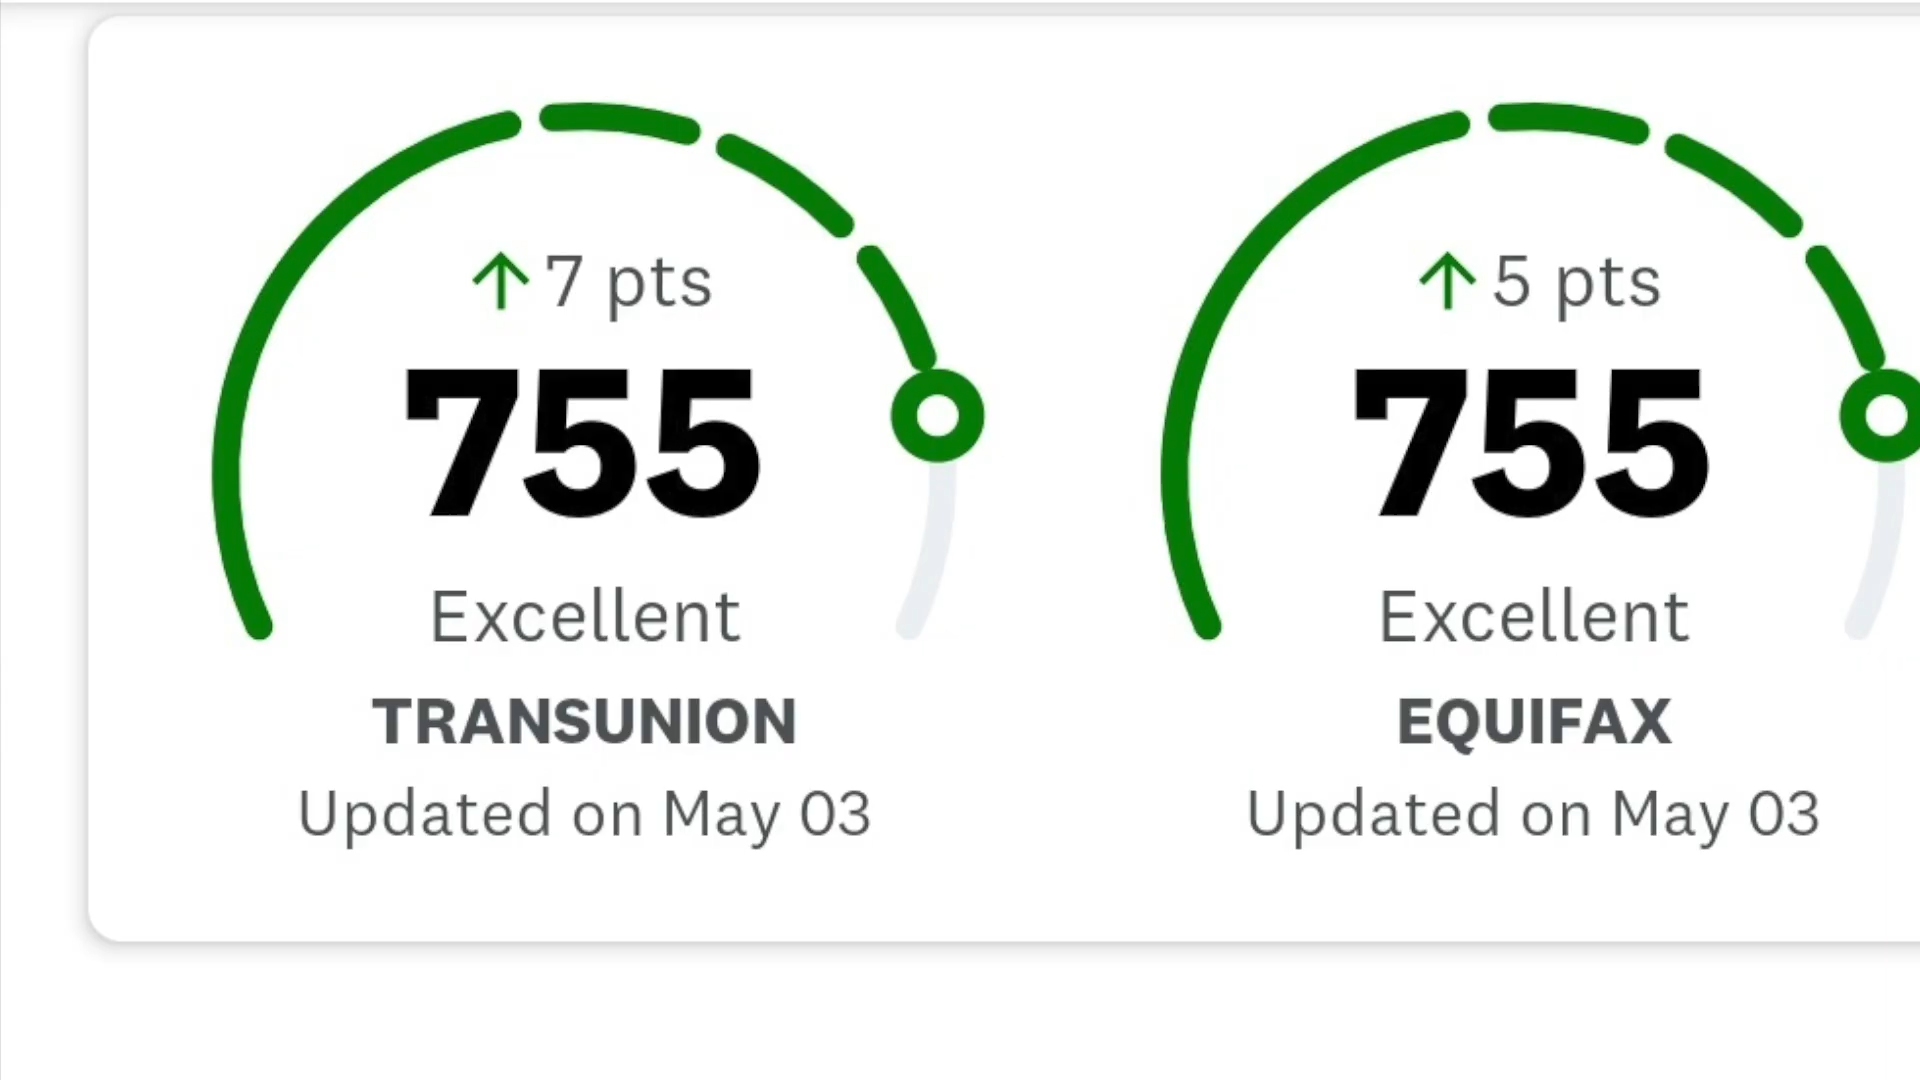 ↑ 7 pts
755
Excellent
TRANSUNION
Updated on May 03
↑ 5 pts
755
Excellent
EQUIFAX
Updated on May 03